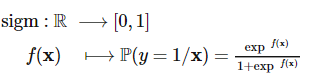 sigm : ℝ ⟶ [0, 1]
f(x) ⟼ ℙ(y = 1/x) = exp f(x) / 1+exp f(x)